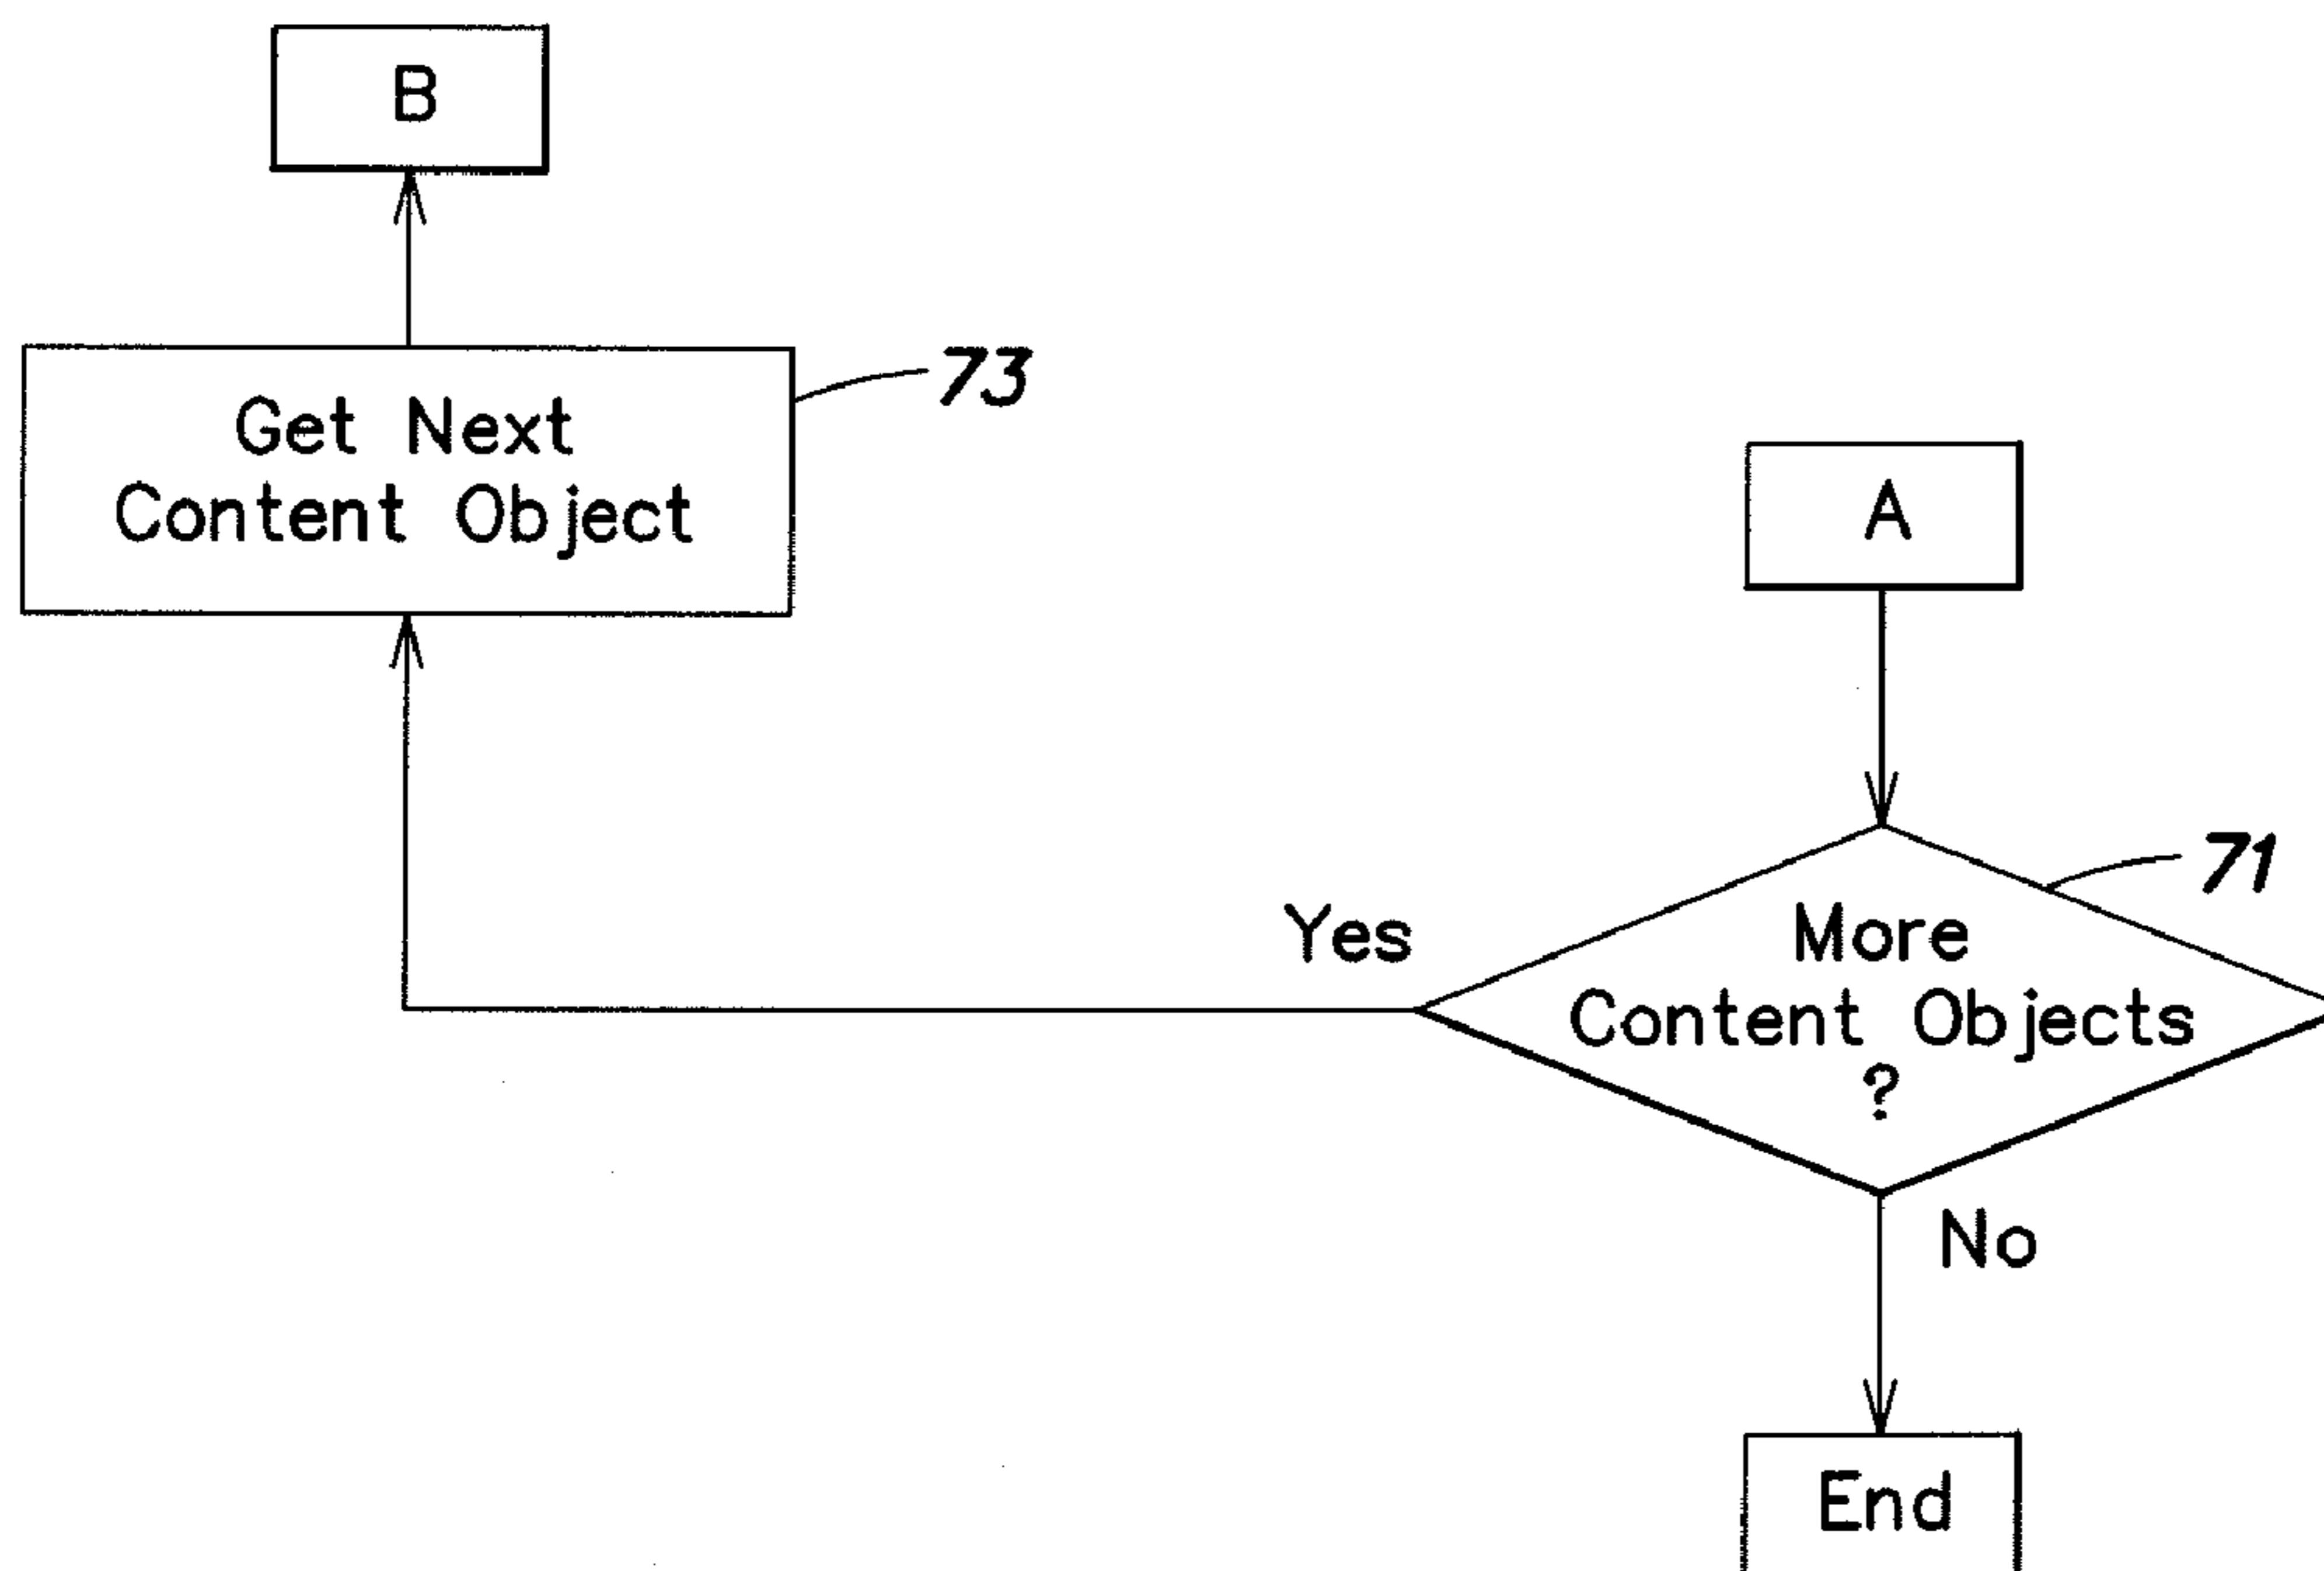 B
73
Get Next
Content Object
A
71
Yes
More
Content Objects
?
No
End